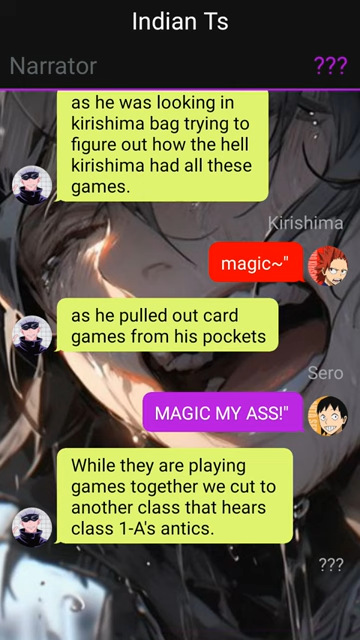 Indian Ts
Narrator
???
as he was looking in
kirishima bag trying to
figure out how the hell
kirishima had all these
games.
Kirishima
magic~"
as he pulled out card
games from his pockets
Sero
MAGIC MY ASS!"
While they are playing
games together we cut to
another class that hears
class 1-A's antics.
???